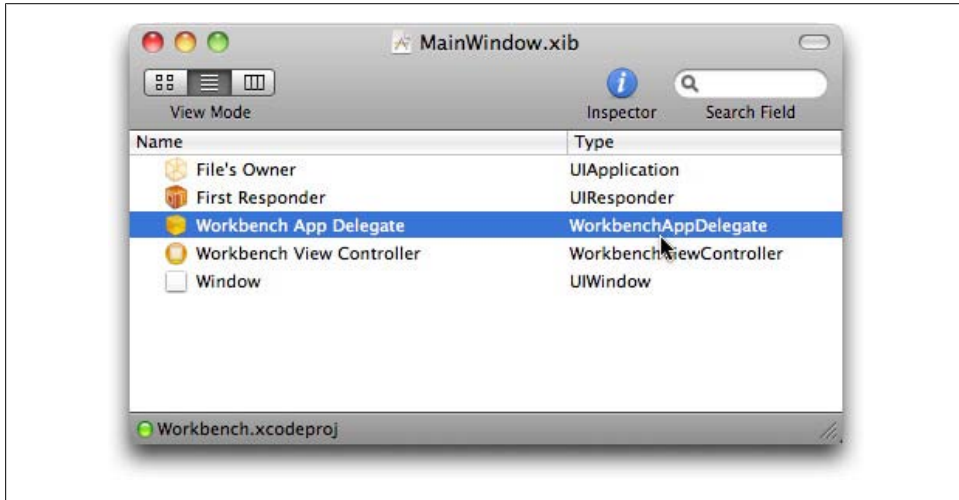 MainWindow.xib
View Mode
Inspector
Search Field
Name Type
File's Owner UIApplication
First Responder UIResponder
Workbench App Delegate WorkbenchAppDelegate
Workbench View Controller WorkbenchViewController
Window UIWindow
Workbench.xcodeproj